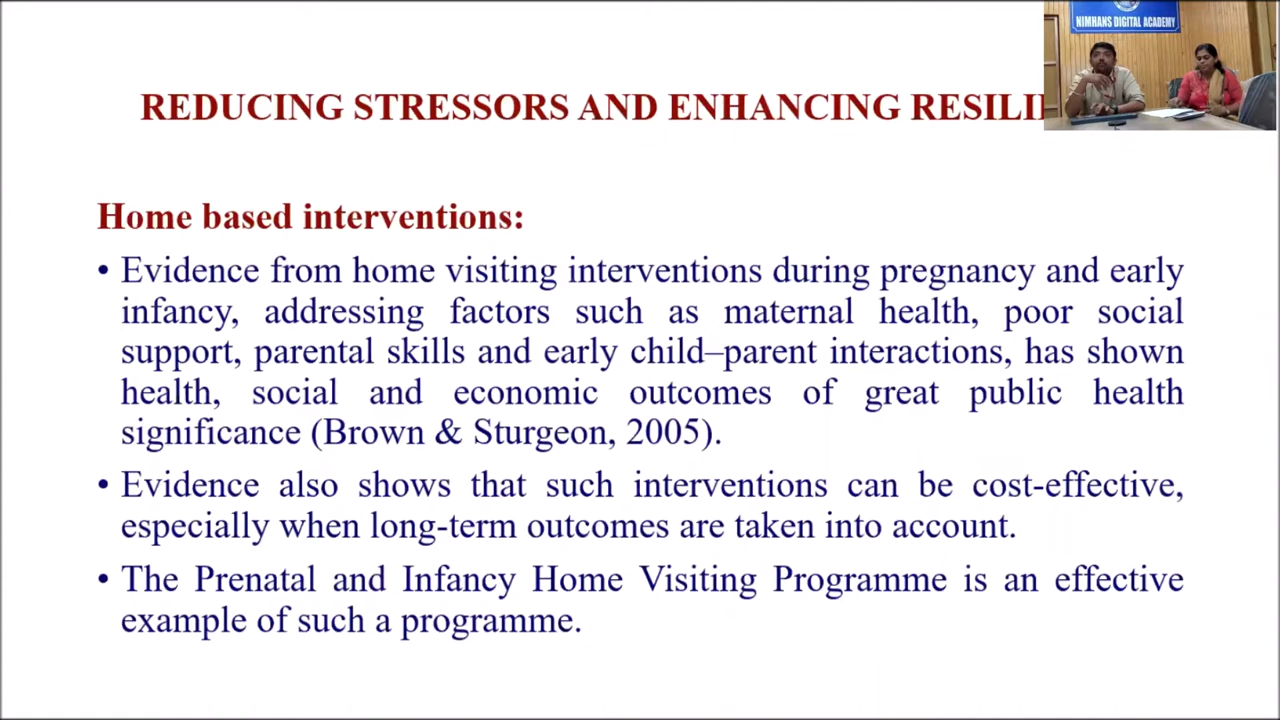 NIMHANS DIGITAL ACADEMY
REDUCING STRESSORS AND ENHANCING
Home based interventions:
• Evidence from home visiting interventions during pregnancy and early
infancy, addressing factors such as maternal health, poor social
support, parental skills and early child–parent interactions, has shown
health, social and economic outcomes of great public health
significance (Brown & Sturgeon, 2005).
• Evidence also shows that such interventions can be cost-effective,
especially when long-term outcomes are taken into account.
• The Prenatal and Infancy Home Visiting Programme is an effective
example of such a programme.